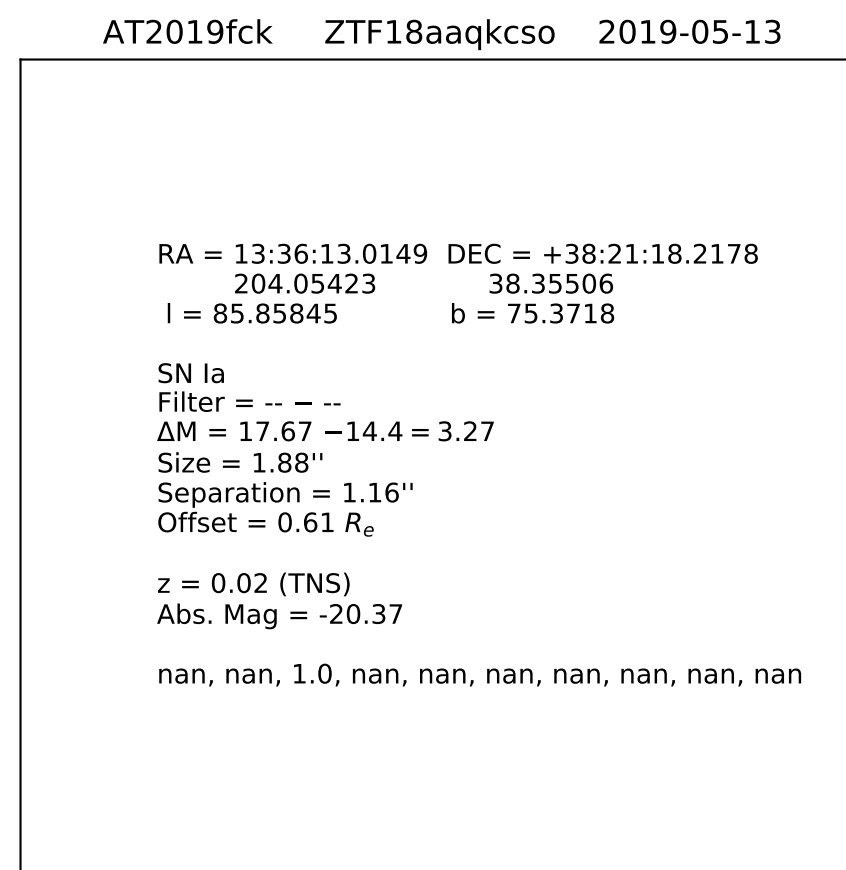 AT2019fck ZTF18aaqkcso 2019-05-13
RA = 13:36:13.0149 DEC = +38:21:18.2178
204.05423 38.35506
l = 85.85845 b = 75.3718
SN Ia
Filter = -- − --
ΔM = 17.67 −14.4 = 3.27
Size = 1.88''
Separation = 1.16''
Offset = 0.61 Rₑ
z = 0.02 (TNS)
Abs. Mag = -20.37
nan, nan, 1.0, nan, nan, nan, nan, nan, nan, nan